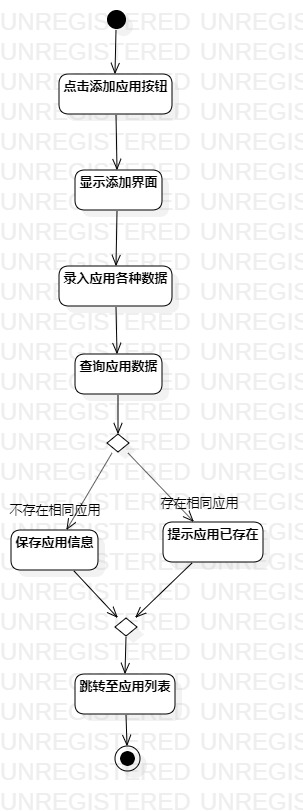 点击添加应用按钮
显示添加界面
录入应用各种数据
查询应用数据
不存在相同应用
存在相同应用
保存应用信息
提示应用已存在
跳转至应用列表
UNREGISTERED